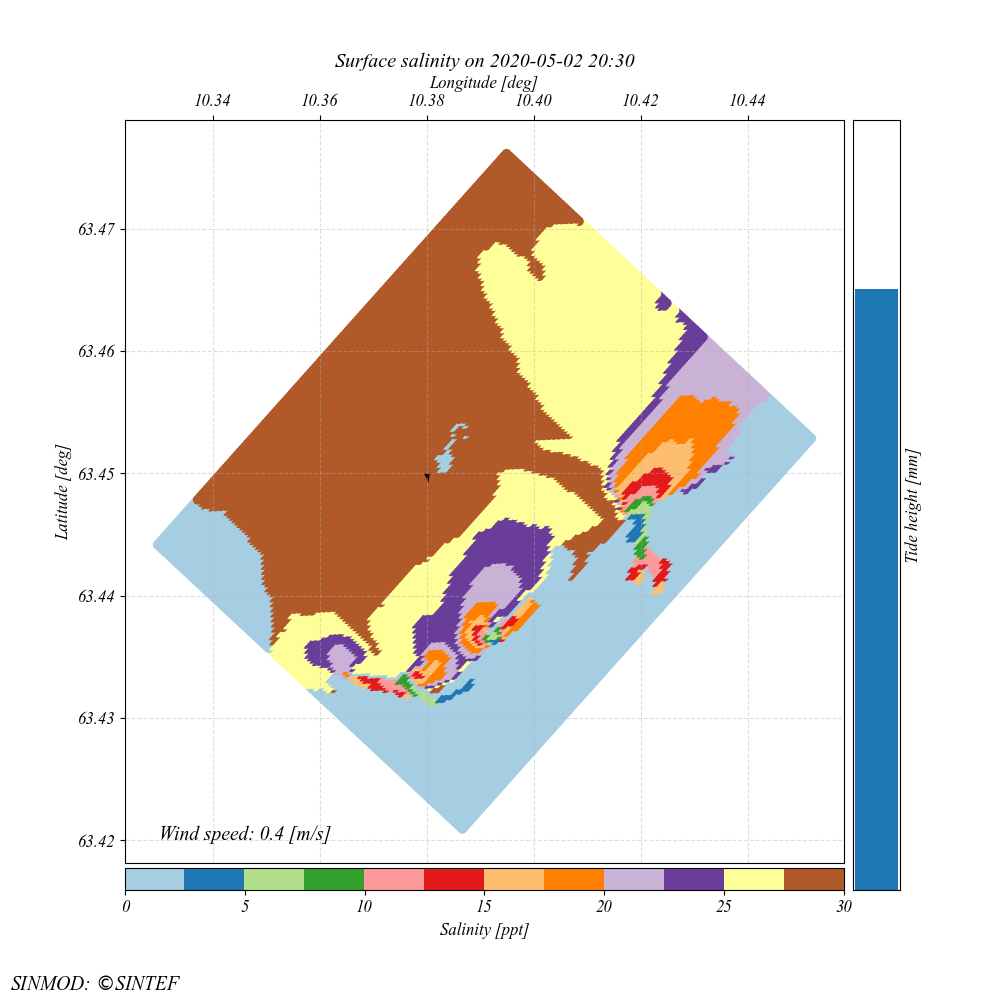 Surface salinity on 2020-05-02 20:30
Longitude [deg]
10.34 10.36 10.38 10.40 10.42 10.44
63.47
63.46
63.45
63.44
63.43
63.42
Latitude [deg]
Tide height [mm]
Wind speed: 0.4 [m/s]
0 5 10 15 20 25 30
Salinity [ppt]
SINMOD: ©SINTEF